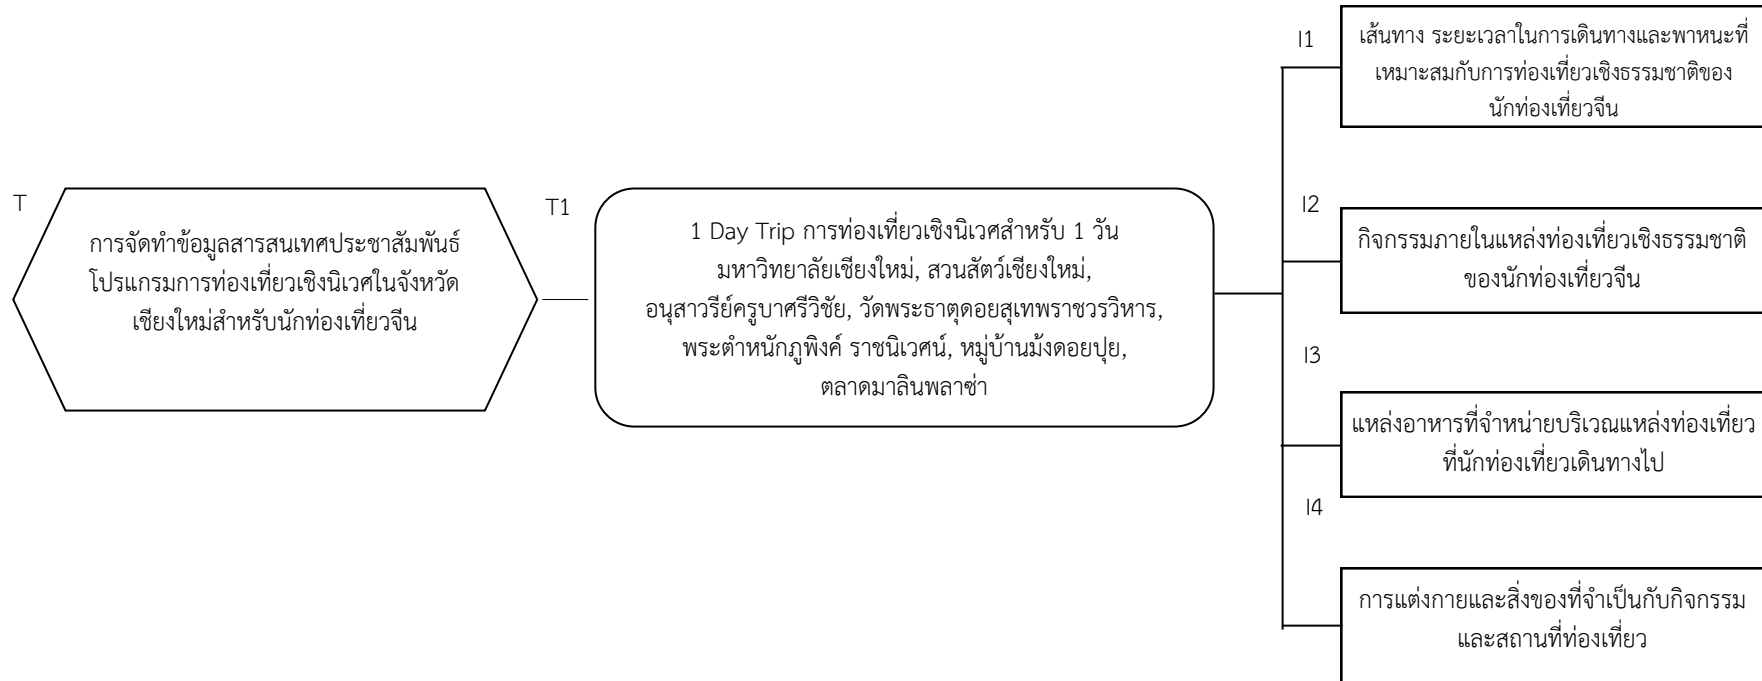 T
การจัดทำข้อมูลสารสนเทศประชาสัมพันธ์
โปรแกรมการท่องเที่ยวเชิงนิเวศในจังหวัด
เชียงใหม่สำหรับนักท่องเที่ยวจีน
T1
1 Day Trip การท่องเที่ยวเชิงนิเวศสำหรับ 1 วัน
มหาวิทยาลัยเชียงใหม่, สวนสัตว์เชียงใหม่,
อนุสาวรีย์ครูบาศรีวิชัย, วัดพระธาตุดอยสุเทพราชวรวิหาร,
พระตำหนักภูพิงค์ ราชนิเวศน์, หมู่บ้านม้งดอยปุย,
ตลาดมาลินพลาซ่า
I1
เส้นทาง ระยะเวลาในการเดินทางและพาหนะที่
เหมาะสมกับการท่องเที่ยวเชิงธรรมชาติของ
นักท่องเที่ยวจีน
I2
กิจกรรมภายในแหล่งท่องเที่ยวเชิงธรรมชาติ
ของนักท่องเที่ยวจีน
I3
แหล่งอาหารที่จำหน่ายบริเวณแหล่งท่องเที่ยว
ที่นักท่องเที่ยวเดินทางไป
I4
การแต่งกายและสิ่งของที่จำเป็นกับกิจกรรม
และสถานที่ท่องเที่ยว